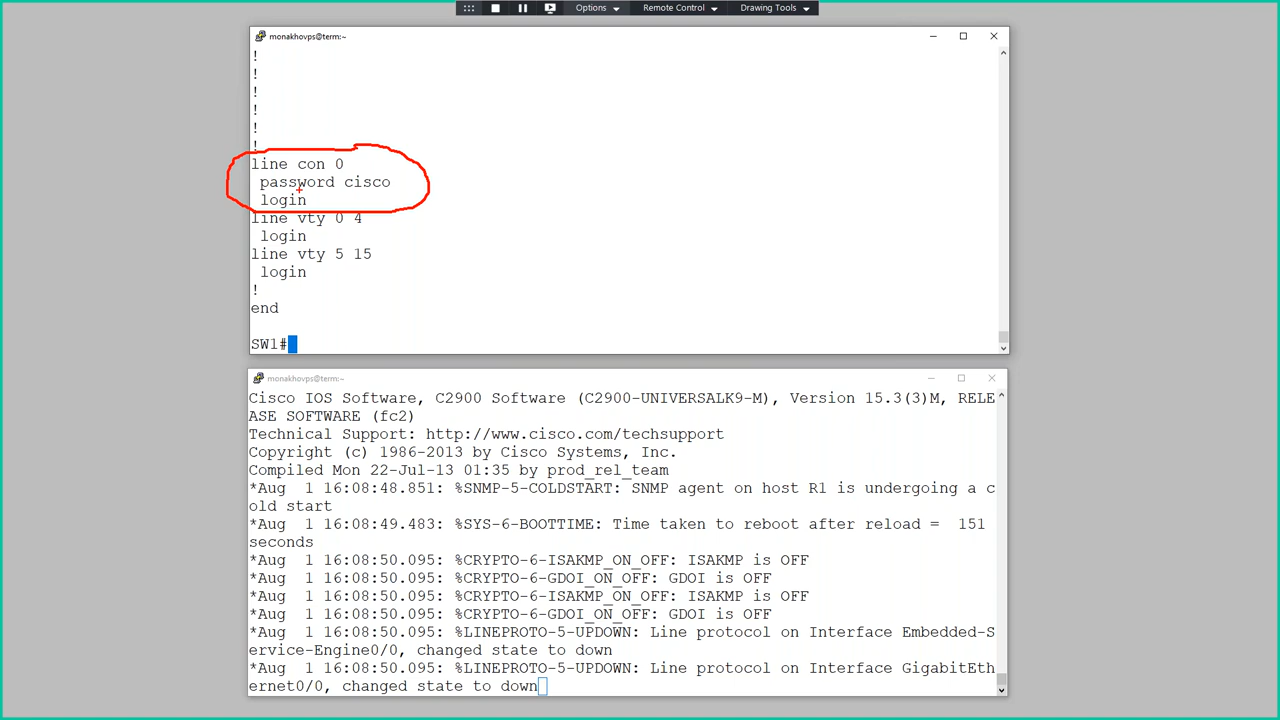 Options
Remote Control
Drawing Tools
monakhovps@term:~
!
!
!
!
!
!
line con 0
password cisco
login
line vty 0 4
login
line vty 5 15
login
!
end
SW1#
monakhovps@term:~
Cisco IOS Software, C2900 Software (C2900-UNIVERSALK9-M), Version 15.3(3)M, RELE
ASE SOFTWARE (fc2)
Technical Support: http://www.cisco.com/techsupport
Copyright (c) 1986-2013 by Cisco Systems, Inc.
Compiled Mon 22-Jul-13 01:35 by prod_rel_team
*Aug  1 16:08:48.851: %SNMP-5-COLDSTART: SNMP agent on host R1 is undergoing a c
old start
*Aug  1 16:08:49.483: %SYS-6-BOOTTIME: Time taken to reboot after reload =  151
seconds
*Aug  1 16:08:50.095: %CRYPTO-6-ISAKMP_ON_OFF: ISAKMP is OFF
*Aug  1 16:08:50.095: %CRYPTO-6-GDOI_ON_OFF: GDOI is OFF
*Aug  1 16:08:50.095: %CRYPTO-6-ISAKMP_ON_OFF: ISAKMP is OFF
*Aug  1 16:08:50.095: %CRYPTO-6-GDOI_ON_OFF: GDOI is OFF
*Aug  1 16:08:50.095: %LINEPROTO-5-UPDOWN: Line protocol on Interface Embedded-S
ervice-Engine0/0, changed state to down
*Aug  1 16:08:50.095: %LINEPROTO-5-UPDOWN: Line protocol on Interface GigabitEth
ernet0/0, changed state to down